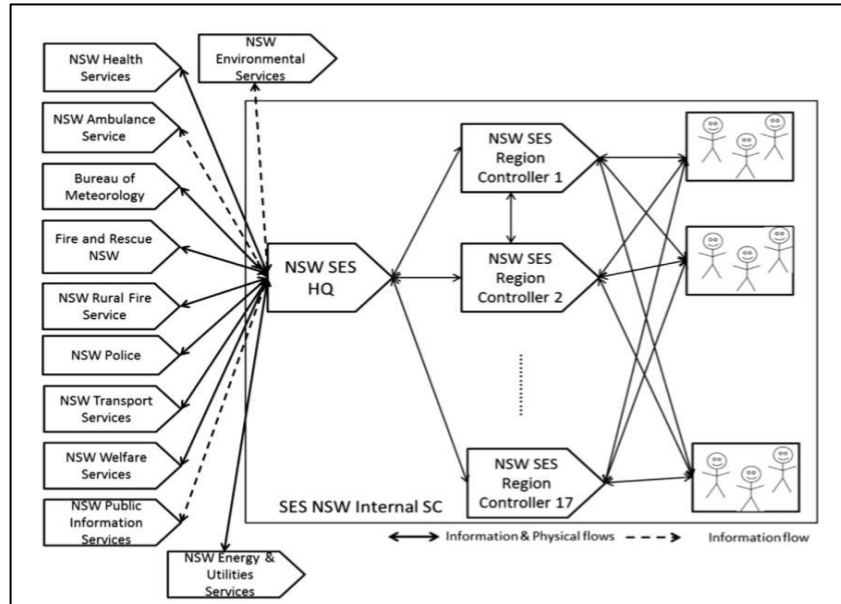 NSW
Environmental
Services
NSW Health
Services
NSW Ambulance
Service
Bureau of
Meteorology
Fire and Rescue
NSW
NSW Rural Fire
Service
NSW Police
NSW Transport
Services
NSW Welfare
Services
NSW Public
Information
Services
NSW Energy &
Utilities
Services
NSW SES
HQ
NSW SES
Region
Controller 1
NSW SES
Region
Controller 2
NSW SES
Region
Controller 17
SES NSW Internal SC
Information & Physical flows
Information flow